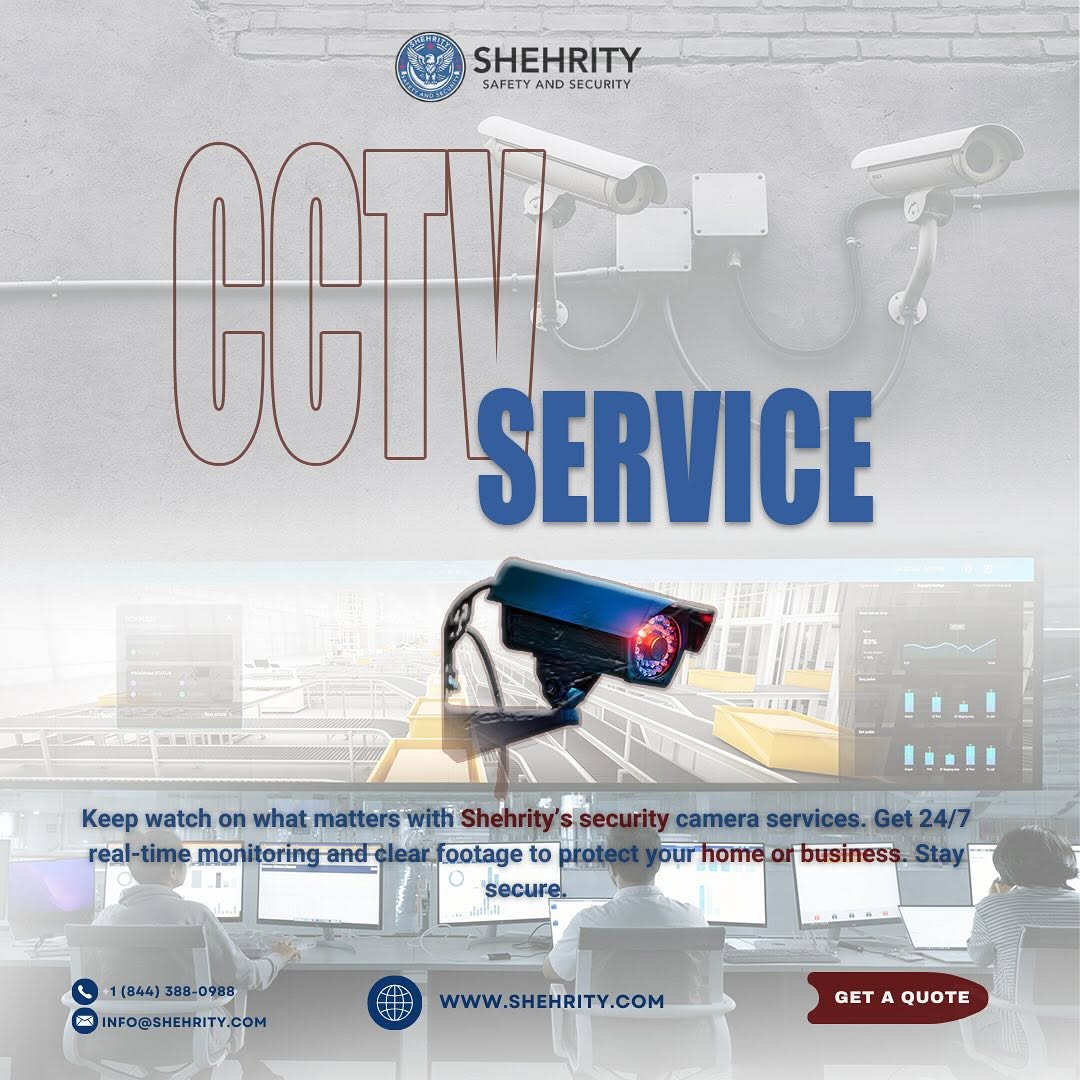 SHEHRITY
SAFETY AND SECURITY
CCTV
SERVICE
Keep watch on what matters with Shehrity's security camera services. Get 24/7
real-time monitoring and clear footage to protect your home or business. Stay
secure.
+1 (844) 388-0988
INFO@SHEHRITY.COM
WWW.SHEHRITY.COM
GET A QUOTE